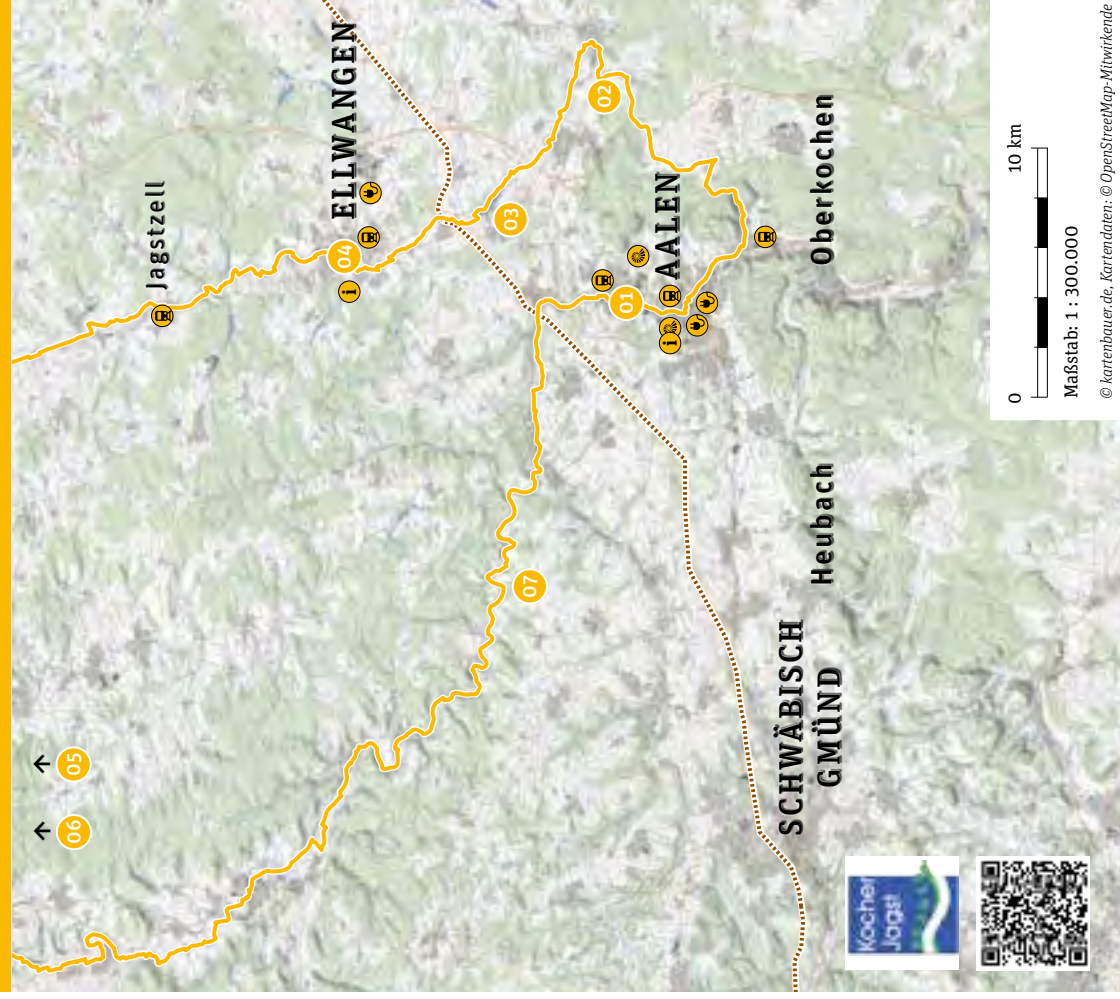 05
06
Jagstzell
ELLWANGEN
04
i
03
02
01
AALEN
i
Oberkochen
07
Heubach
SCHWÄBISCH
GMÜND
Kocher
Jagst
0
10 km
Maßstab: 1 : 300.000
© kartenbauer.de, Kartendaten: © OpenStreetMap-Mitwirkende